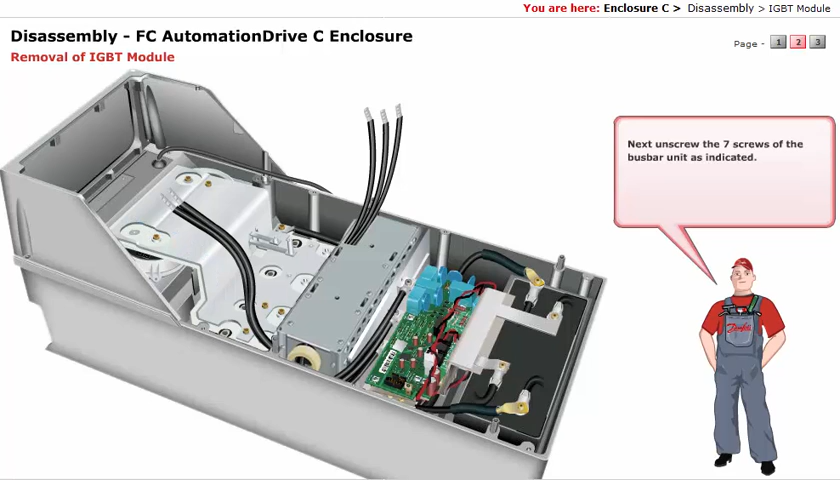 You are here: Enclosure C > Disassembly > IGBT Module
Disassembly - FC AutomationDrive C Enclosure
Removal of IGBT Module
Page - 1 2 3
Next unscrew the 7 screws of the
busbar unit as indicated.
Danfoss